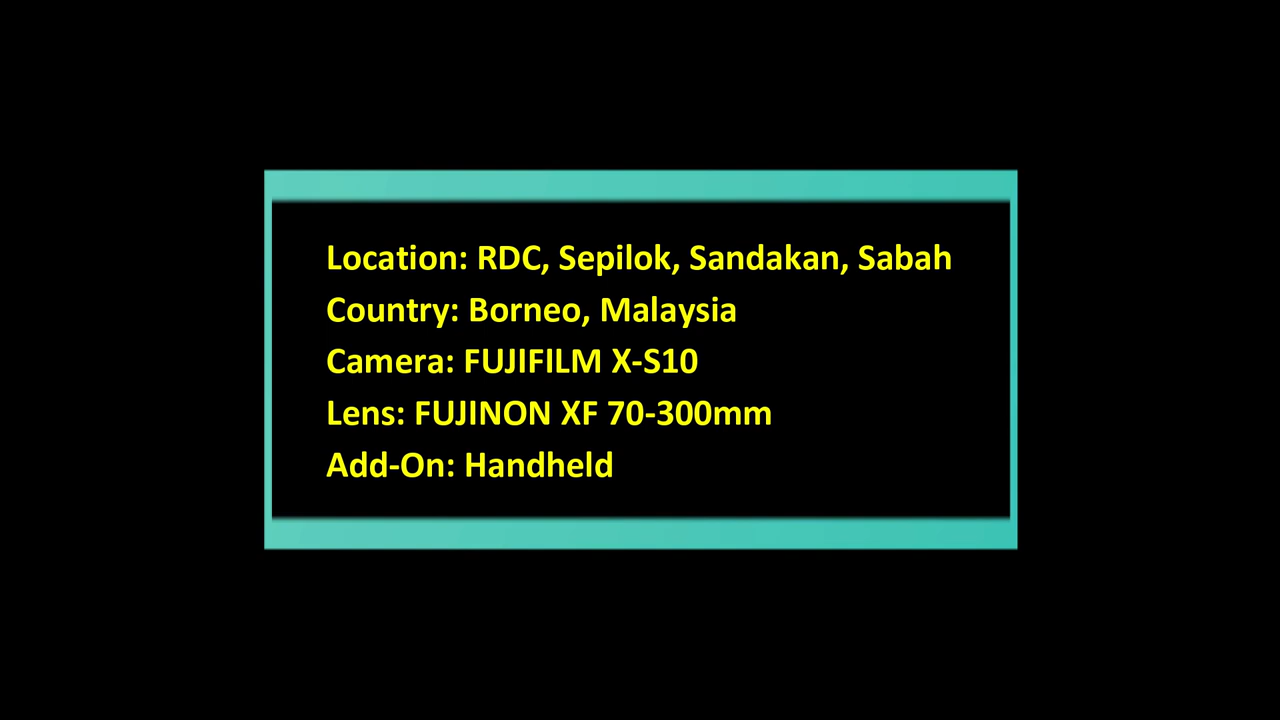 Location: RDC, Sepilok, Sandakan, Sabah
Country: Borneo, Malaysia
Camera: FUJIFILM X-S10
Lens: FUJINON XF 70-300mm
Add-On: Handheld